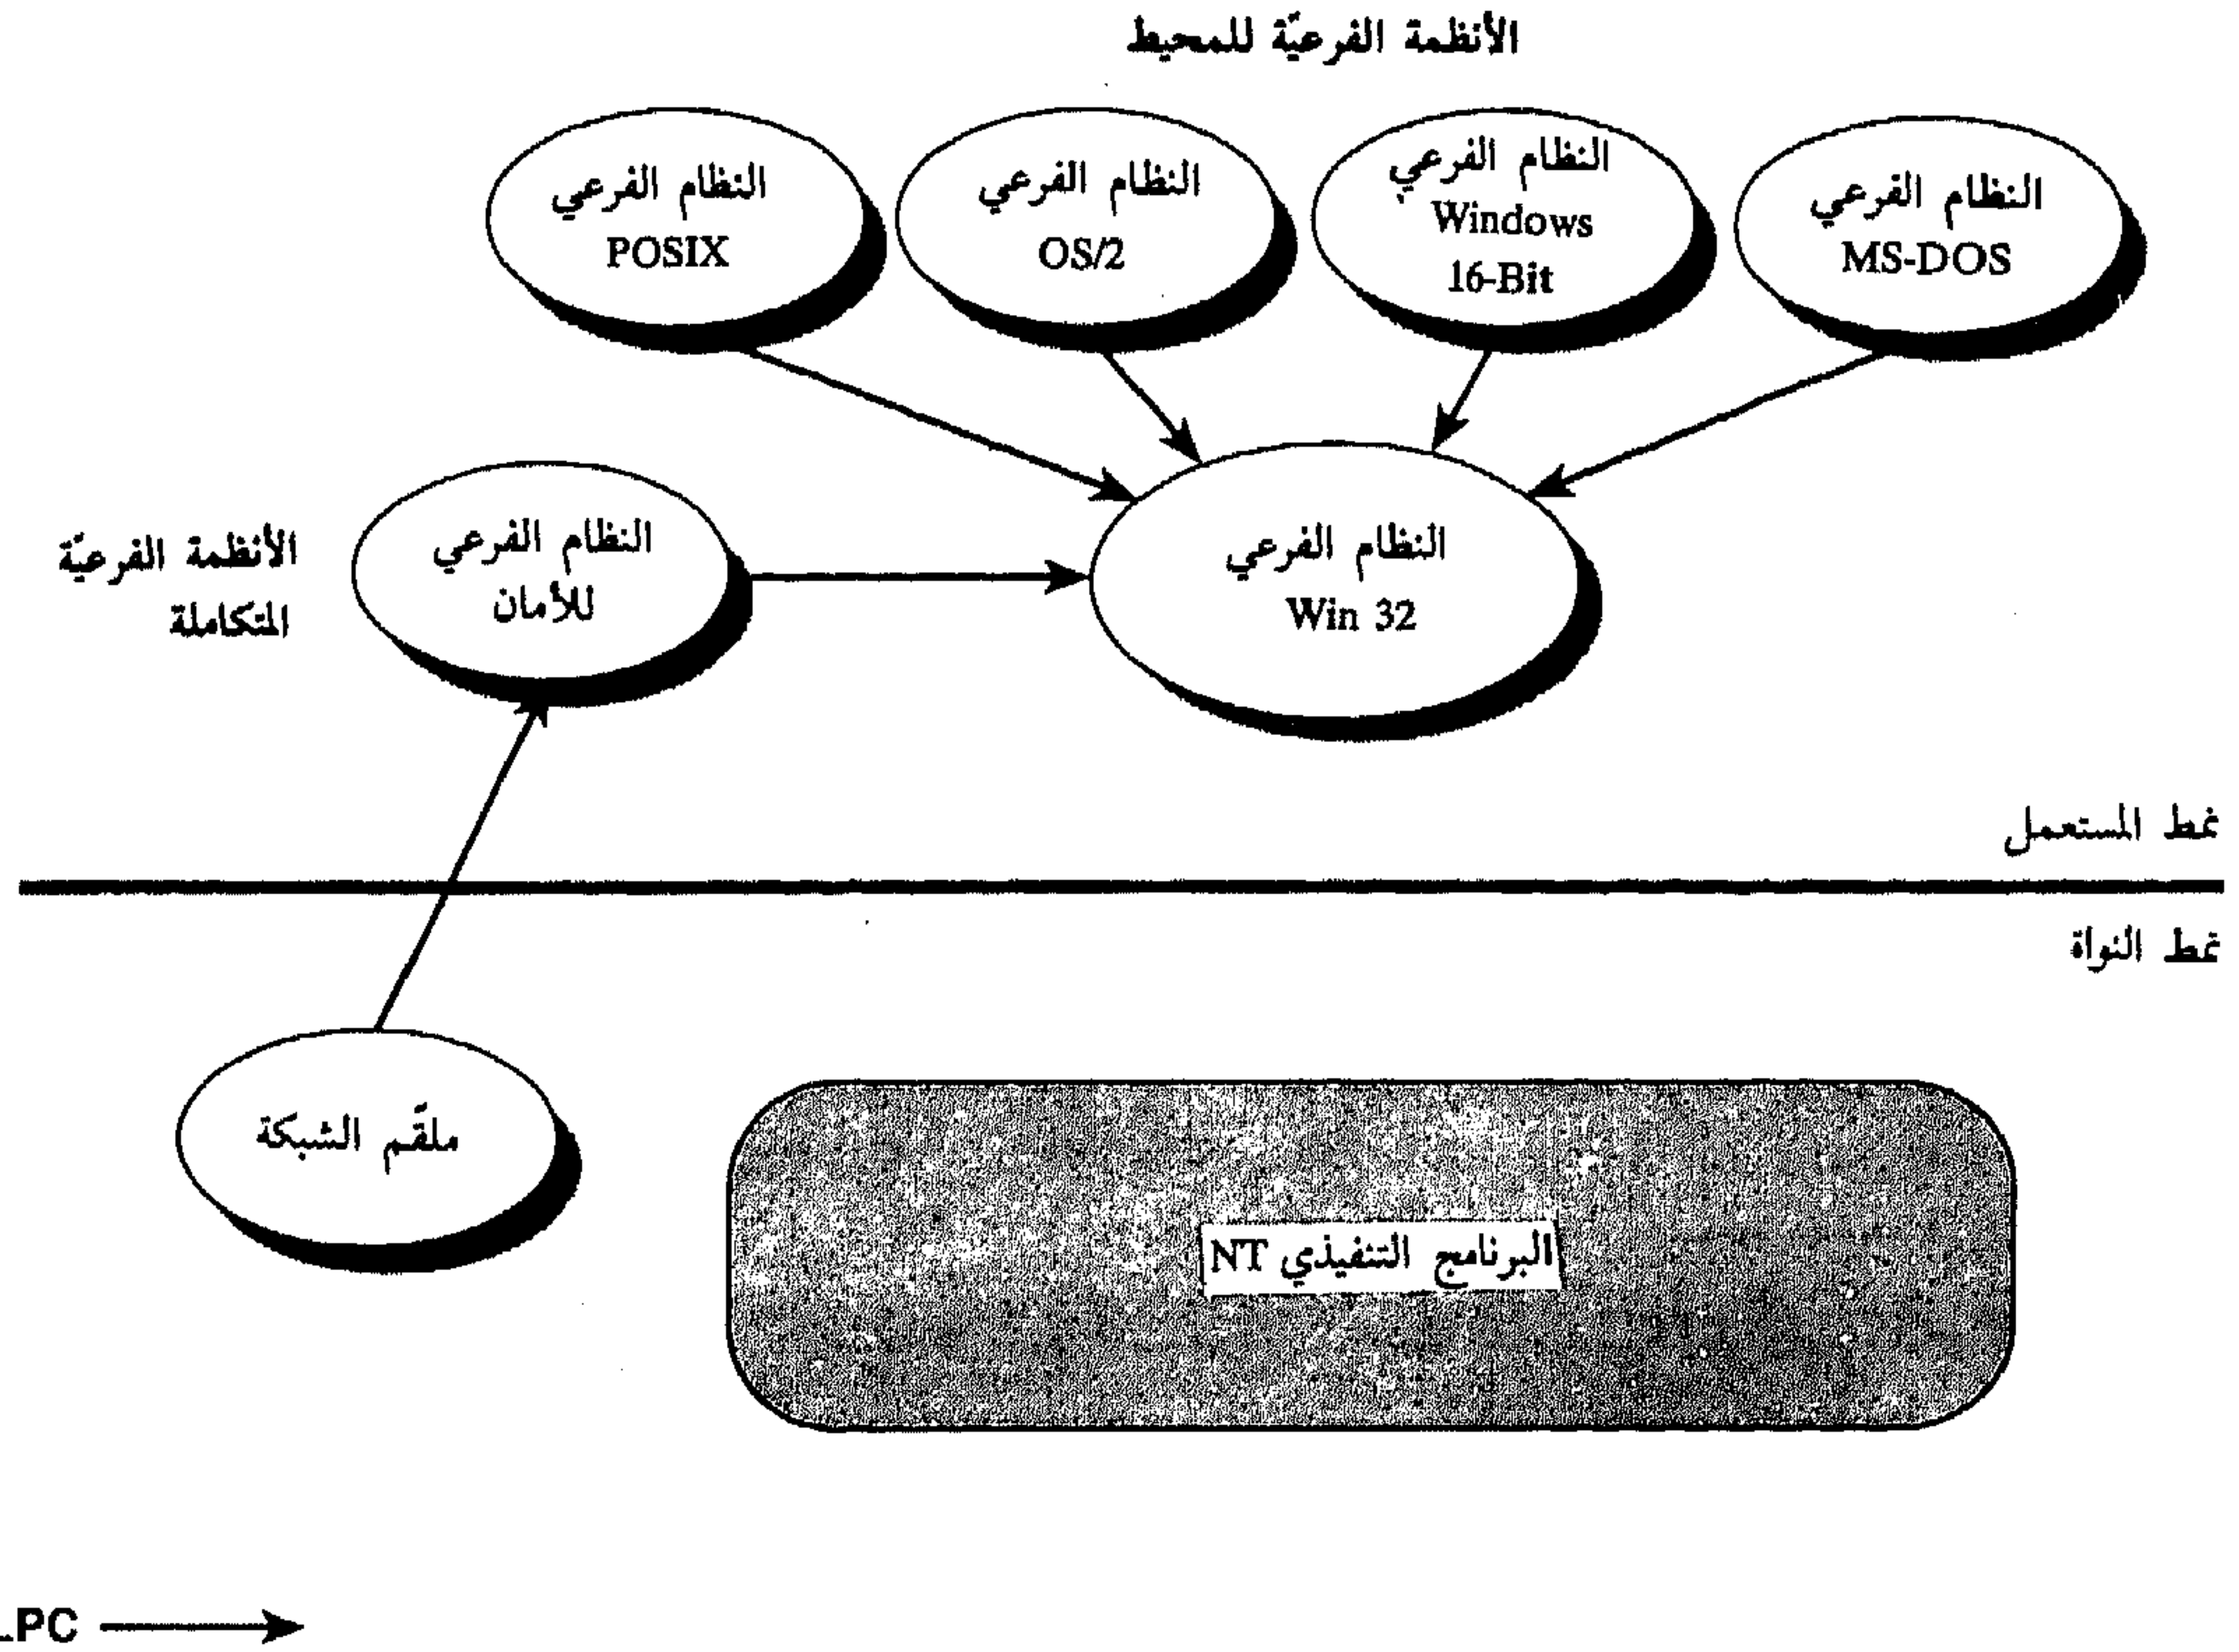 الأنظمة الفرعيّة للمحيط
النظام الفرعي
MS-DOS
النظام الفرعي
Windows
16-Bit
النظام الفرعي
OS/2
النظام الفرعي
POSIX
النظام الفرعي
Win 32
النظام الفرعي
للأمان
الأنظمة الفرعيّة
المتكاملة
نمط المستعمل
نمط النواة
ملقّم الشبكة
البرنامج التنفيذي NT
LPC